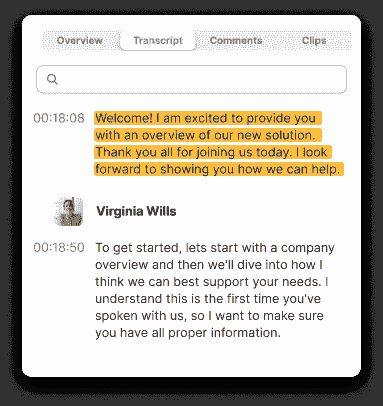 Overview Transcript Comments Clips
00:18:08 Welcome! I am excited to provide you
with an overview of our new solution.
Thank you all for joining us today. I look
forward to showing you how we can help.
Virginia Wills
00:18:50 To get started, lets start with a company
overview and then we'll dive into how I
think we can best support your needs. I
understand this is the first time you've
spoken with us, so I want to make sure
you have all proper information.